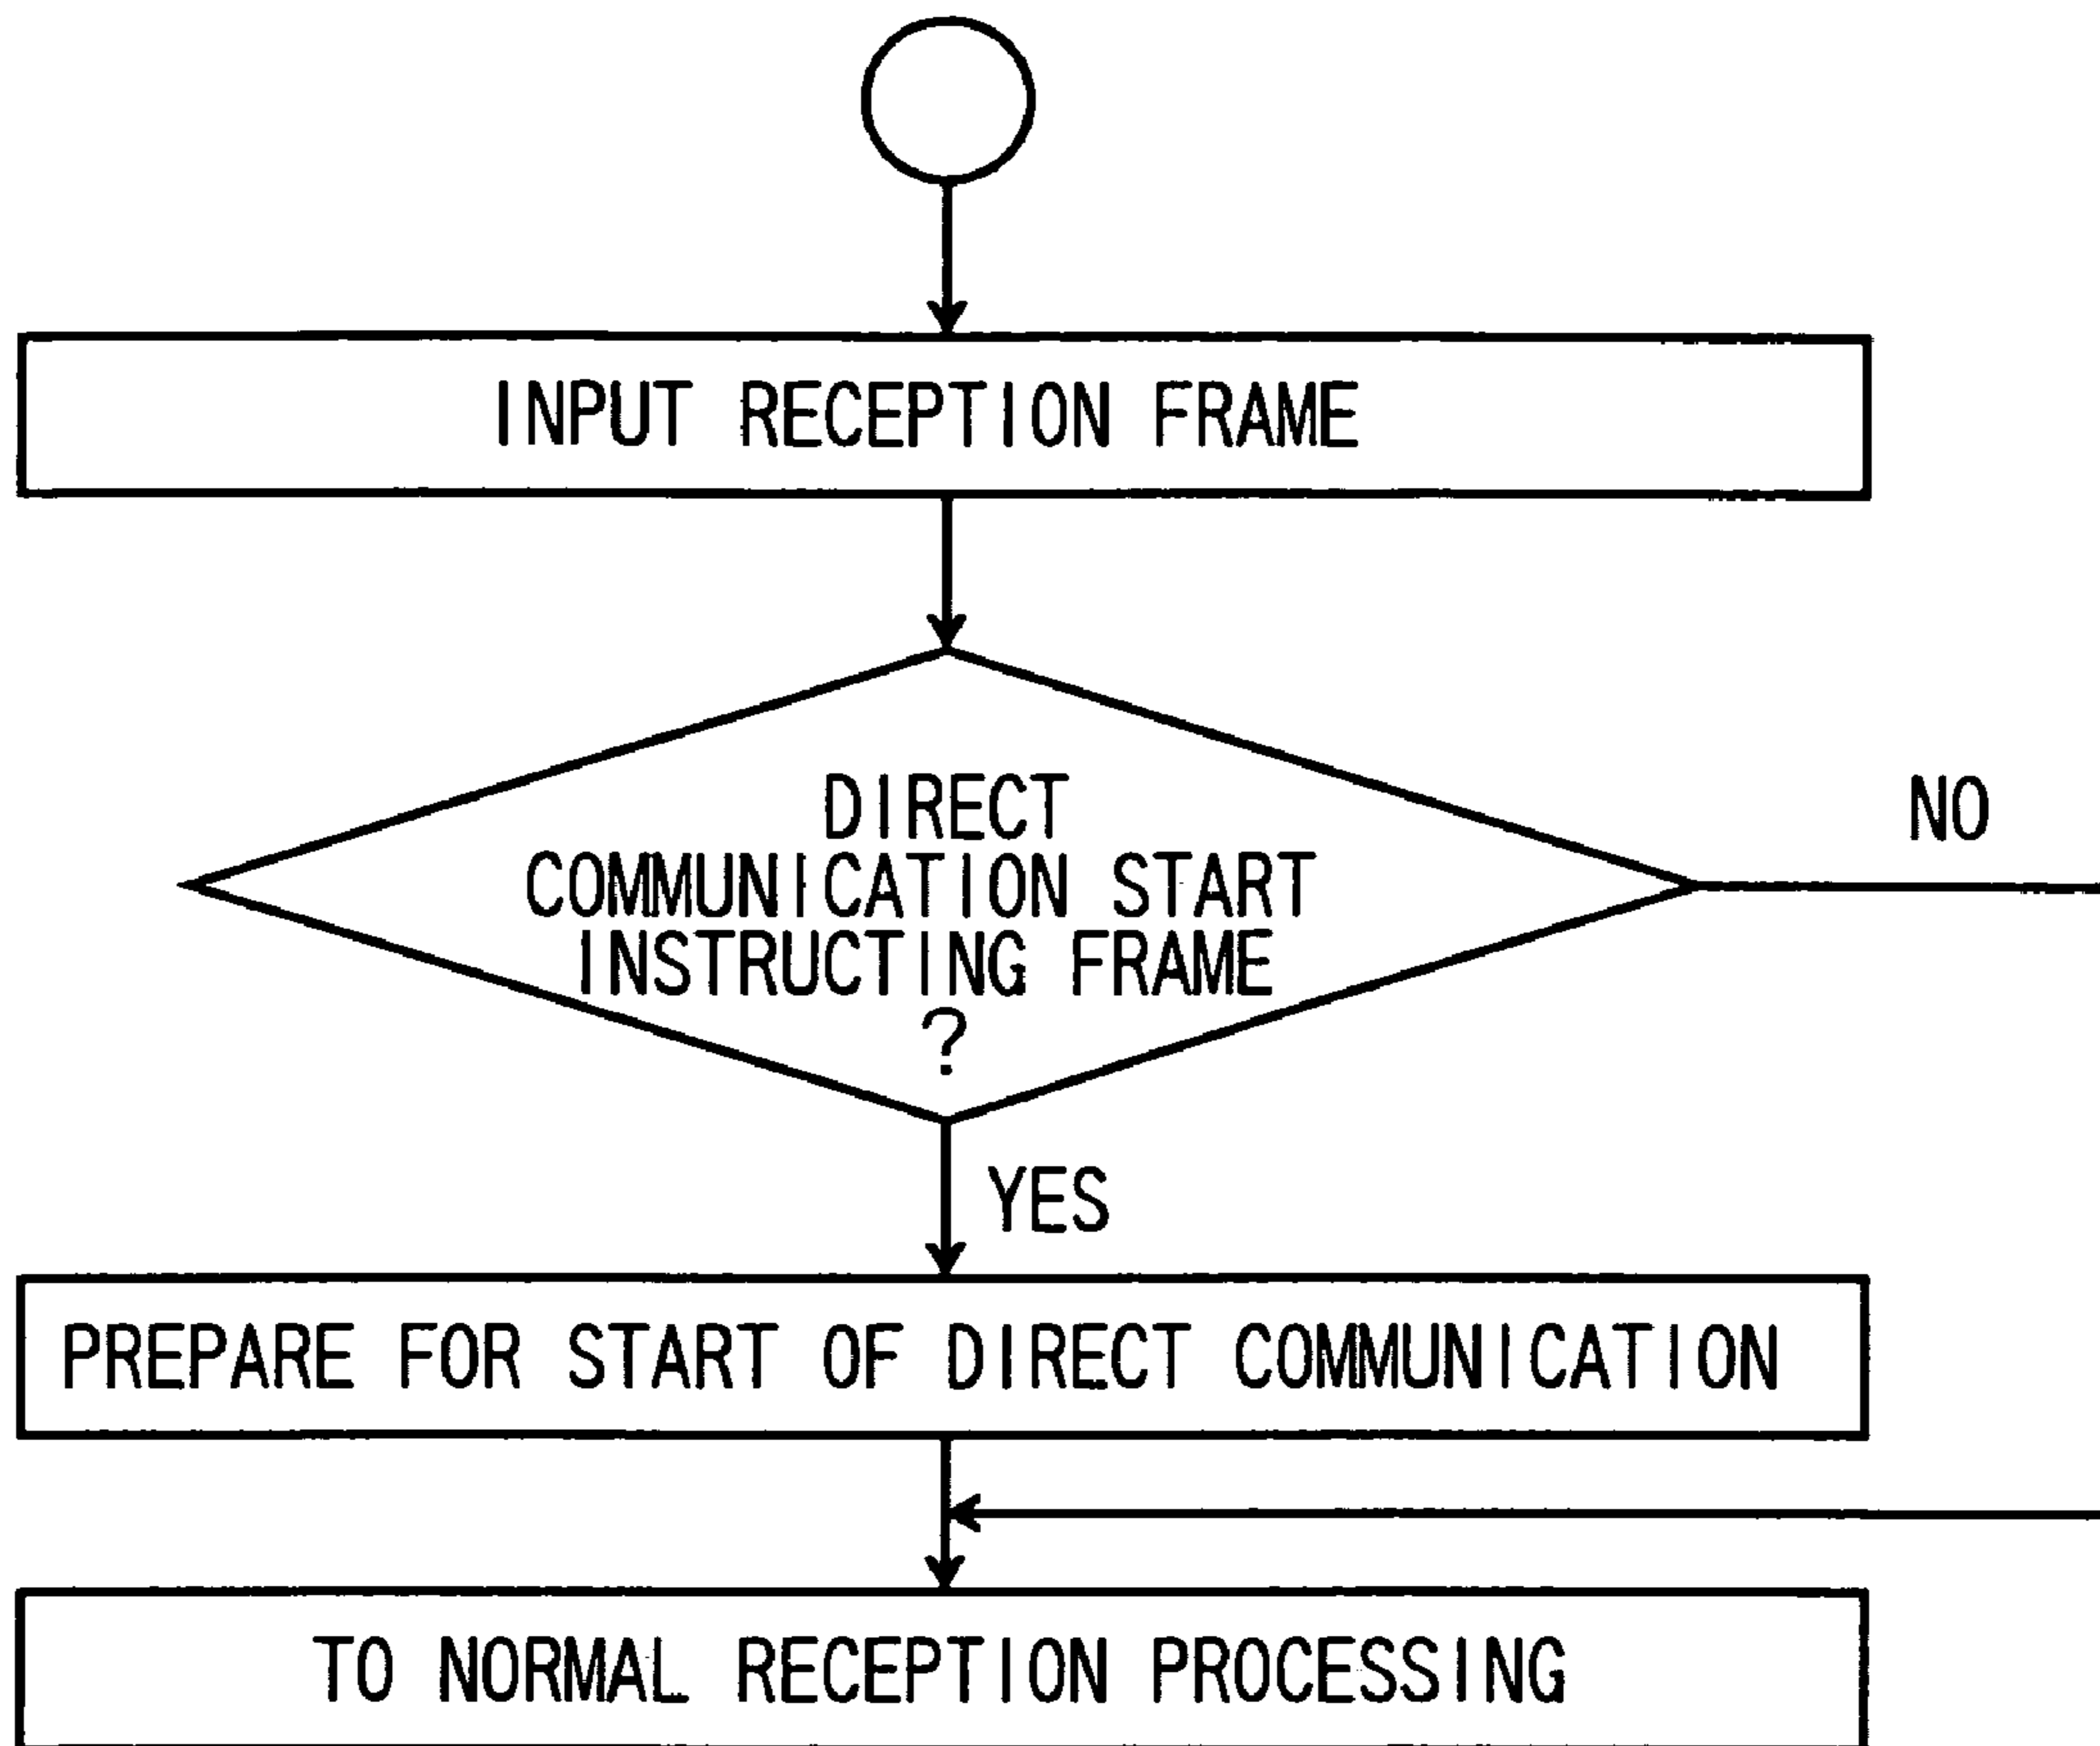 INPUT RECEPTION FRAME
DIRECT
COMMUNICATION START
INSTRUCTING FRAME
?
NO
YES
PREPARE FOR START OF DIRECT COMMUNICATION
TO NORMAL RECEPTION PROCESSING